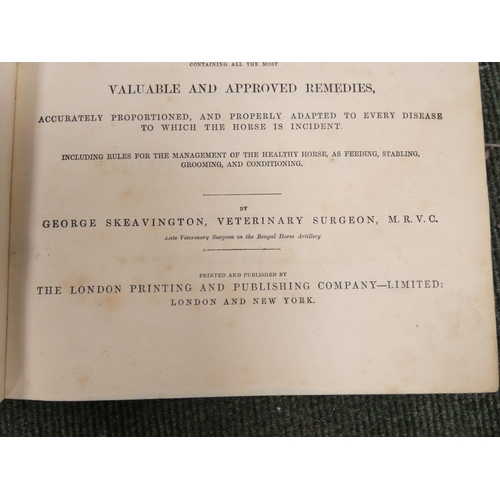 CONTAINING ALL THE MOST
VALUABLE AND APPROVED REMEDIES,
ACCURATELY PROPORTIONED, AND PROPERLY ADAPTED TO EVERY DISEASE
TO WHICH THE HORSE IS INCIDENT.
INCLUDING RULES FOR THE MANAGEMENT OF THE HEALTHY HORSE, AS FEEDING, STABLING,
GROOMING, AND CONDITIONING.
BY
GEORGE SKEAVINGTON, VETERINARY SURGEON, M.R.V.C.
Late Veterinary Surgeon in the Bengal Horse Artillery
PRINTED AND PUBLISHED BY
THE LONDON PRINTING AND PUBLISHING COMPANY—LIMITED:
LONDON AND NEW YORK.